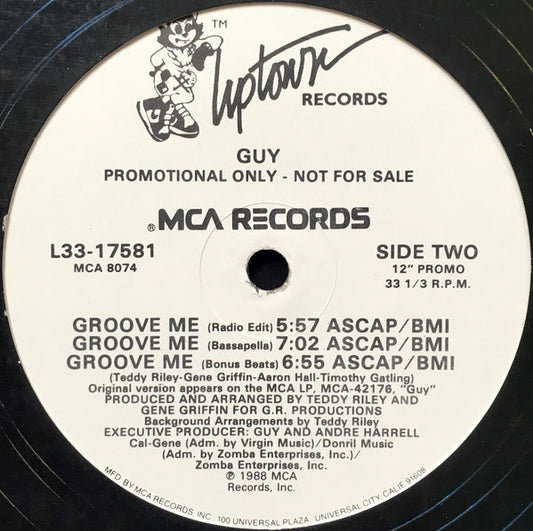 TM
Uptown
RECORDS
GUY
PROMOTIONAL ONLY - NOT FOR SALE
®MCA RECORDS
L33-17581
MCA 8074
SIDE TWO
12" PROMO
33 1/3 R.P.M.
GROOVE ME (Radio Edit) 5:57 ASCAP/BMI
GROOVE ME (Bassapella) 7:02 ASCAP/BMI
GROOVE ME (Bonus Beats) 6:55 ASCAP/BMI
(Teddy Riley-Gene Griffin-Aaron Hall-Timothy Gatling)
Original version appears on the MCA LP, MCA-42176, "Guy"
PRODUCED AND ARRANGED BY TEDDY RILEY AND
GENE GRIFFIN FOR G.R. PRODUCTIONS
Background Arrangements by Teddy Riley
EXECUTIVE PRODUCER: GUY AND ANDRE HARRELL
Cal-Gene (Adm. by Virgin Music)/Donril Music
(Adm. by Zomba Enterprises, Inc.)/
Zomba Enterprises, Inc.
℗ 1988 MCA
Records, Inc.
MFD BY MCA RECORDS INC. 100 UNIVERSAL PLAZA. UNIVERSAL CITY. CALIF. 91608